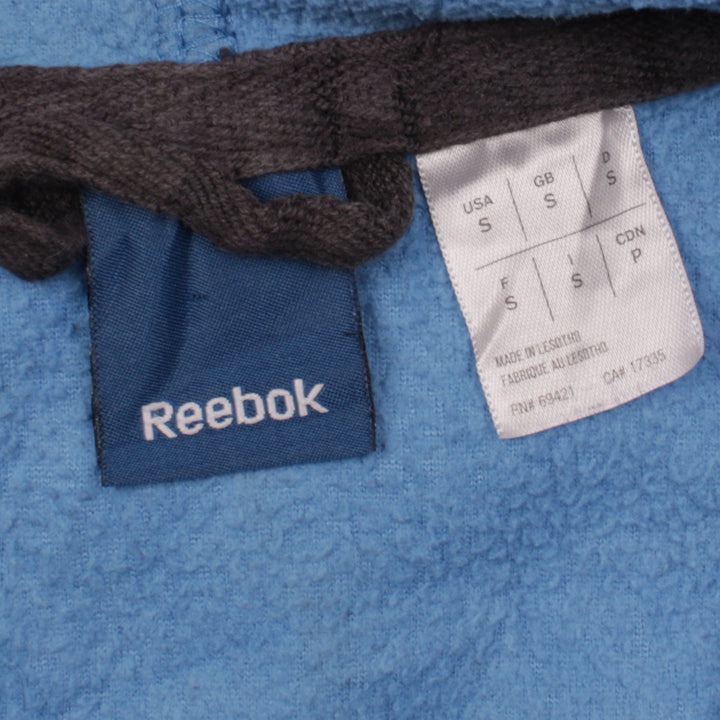 Reebok
USA GB D
S S S
F I CDN
S S P
MADE IN LESOTHO
FABRIQUE AU LESOTHO
RN# 69421 CA# 17335